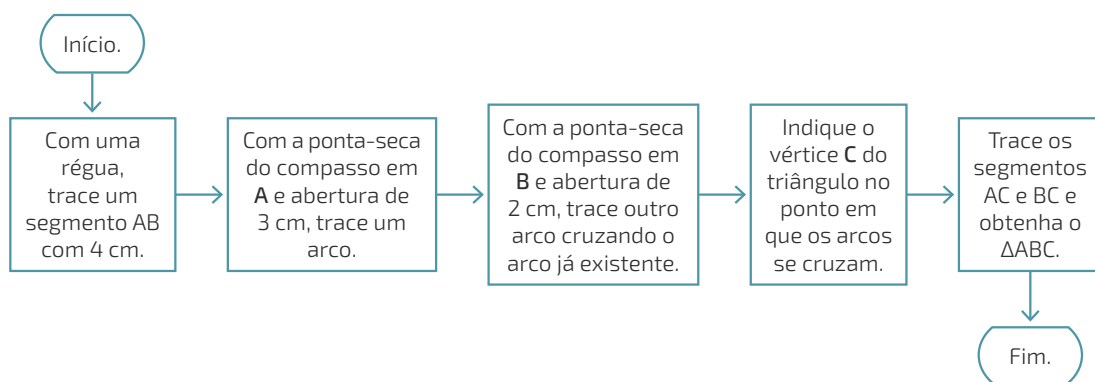 Início.
Com uma
régua,
trace um
segmento AB
com 4 cm.
Com a ponta-seca
do compasso em
A e abertura de
3 cm, trace um
arco.
Com a ponta-seca
do compasso em
B e abertura de
2 cm, trace outro
arco cruzando o
arco já existente.
Indique o
vértice C do
triângulo no
ponto em
que os arcos
se cruzam.
Trace os
segmentos
AC e BC e
obtenha o
ΔABC.
Fim.